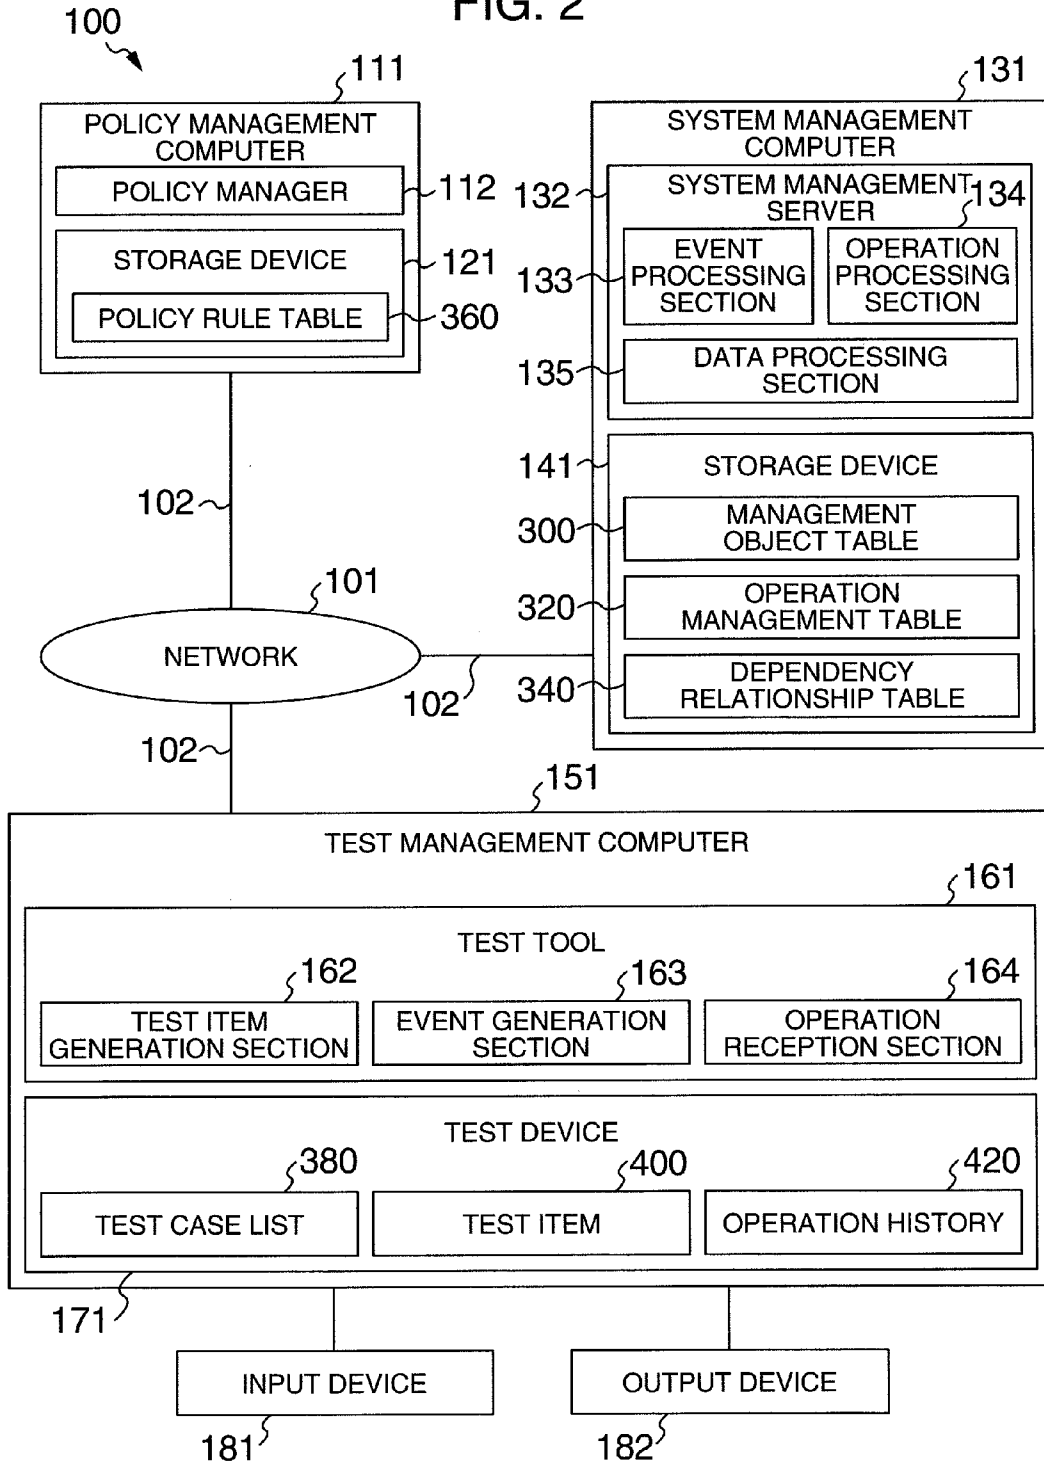 FIG. 2
100
111
POLICY MANAGEMENT
COMPUTER
POLICY MANAGER
112
STORAGE DEVICE
121
POLICY RULE TABLE
360
131
SYSTEM MANAGEMENT
COMPUTER
132
SYSTEM MANAGEMENT
SERVER
134
133
EVENT
PROCESSING
SECTION
OPERATION
PROCESSING
SECTION
135
DATA PROCESSING
SECTION
141
STORAGE DEVICE
300
MANAGEMENT
OBJECT TABLE
320
OPERATION
MANAGEMENT TABLE
340
DEPENDENCY
RELATIONSHIP TABLE
102
101
NETWORK
102
102
151
TEST MANAGEMENT COMPUTER
161
TEST TOOL
162
163
164
TEST ITEM
GENERATION SECTION
EVENT GENERATION
SECTION
OPERATION
RECEPTION SECTION
TEST DEVICE
380
400
420
TEST CASE LIST
TEST ITEM
OPERATION HISTORY
171
INPUT DEVICE
OUTPUT DEVICE
181
182